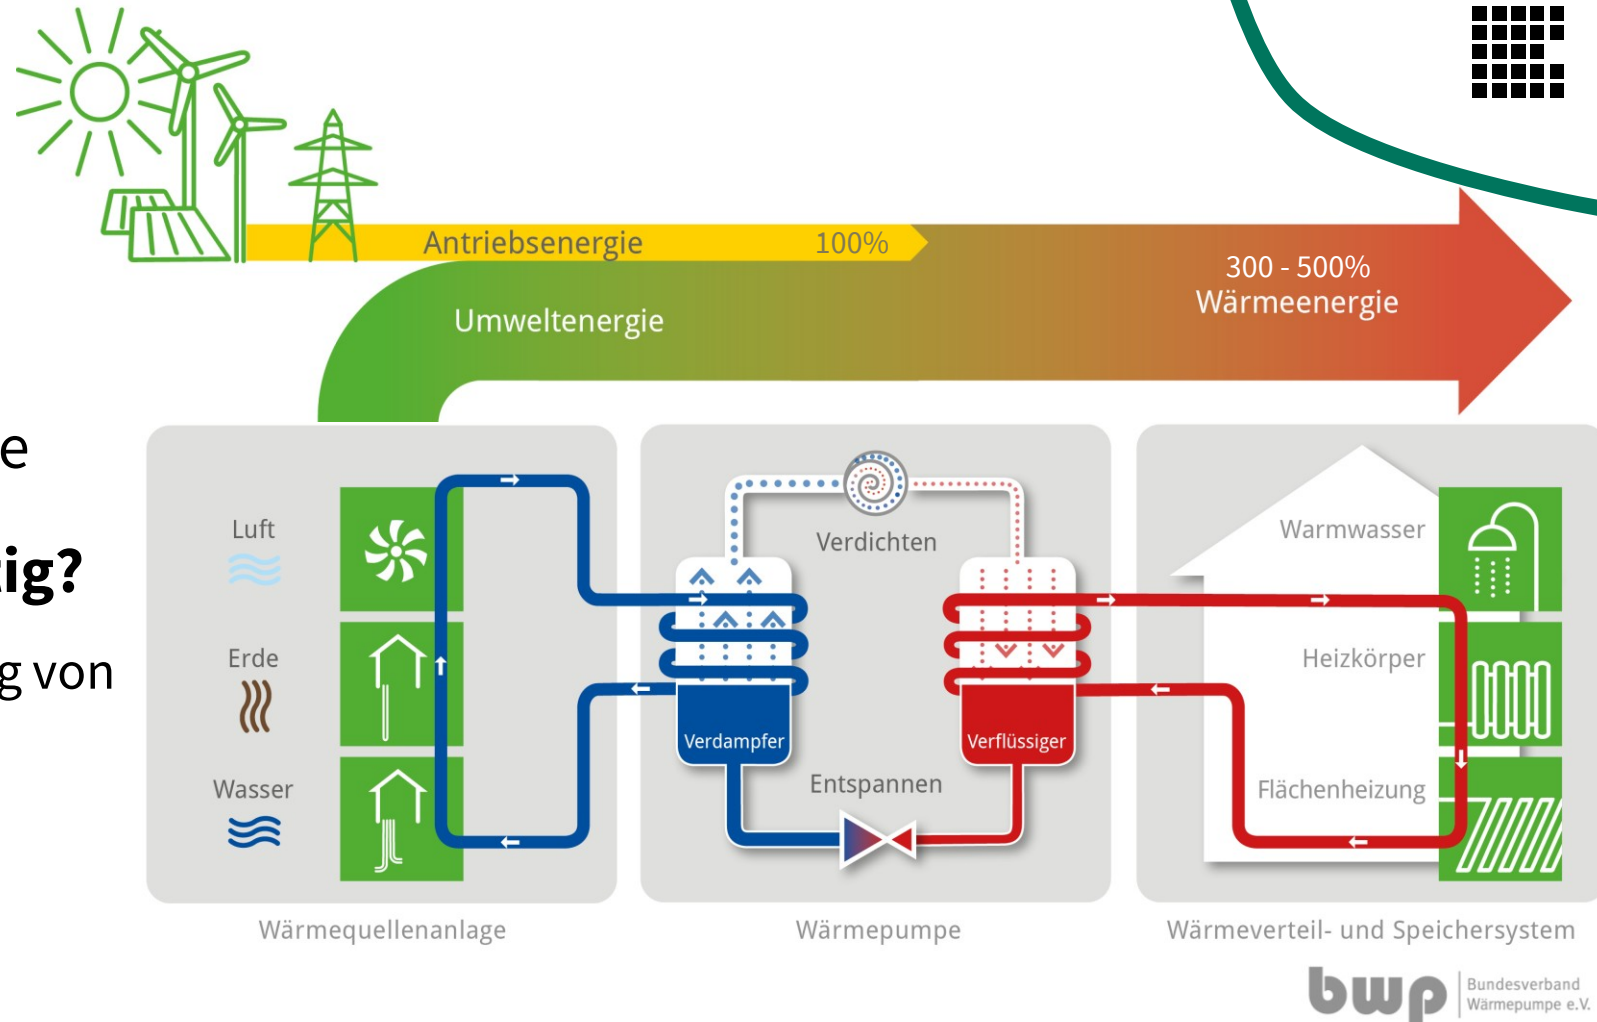 Antriebsenergie 100%
300 - 500%
Wärmeenergie
Umweltenergie
e
ig?
g von
Luft
Erde
Wasser
Verdichten
Verdampfer
Verflüssiger
Entspannen
Warmwasser
Heizkörper
Flächenheizung
Wärmequellenanlage
Wärmepumpe
Wärmeverteil- und Speichersystem
bwp
Bundesverband
Wärmepumpe e.V.